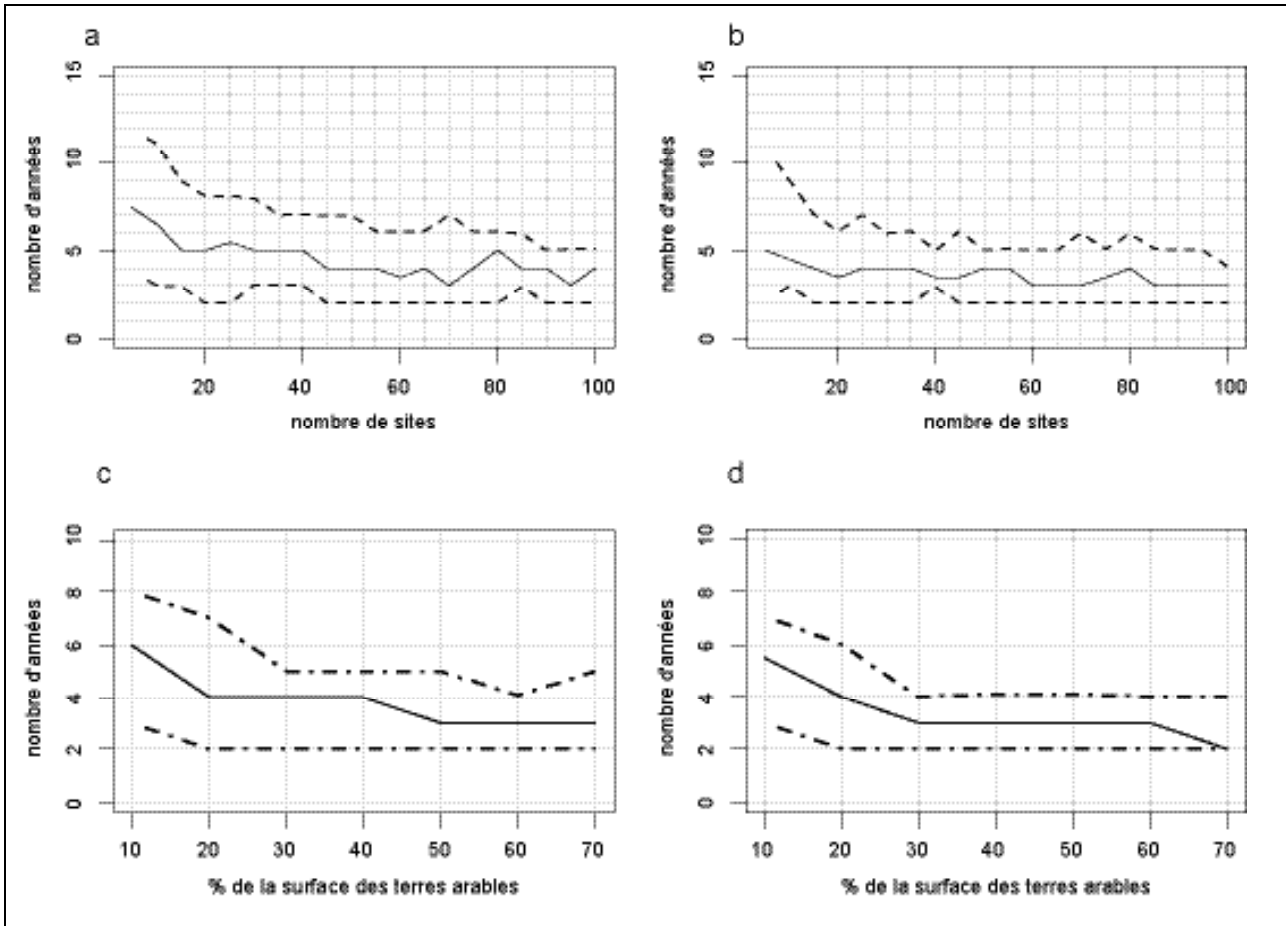 a
15
10
5
0
nombre d'années
20 40 60 80 100
nombre de sites
b
15
10
5
0
nombre d'années
20 40 60 80 100
nombre de sites
c
10
8
6
4
2
0
nombre d'années
10 20 30 40 50 60 70
% de la surface des terres arables
d
10
8
6
4
2
0
nombre d'années
10 20 30 40 50 60 70
% de la surface des terres arables